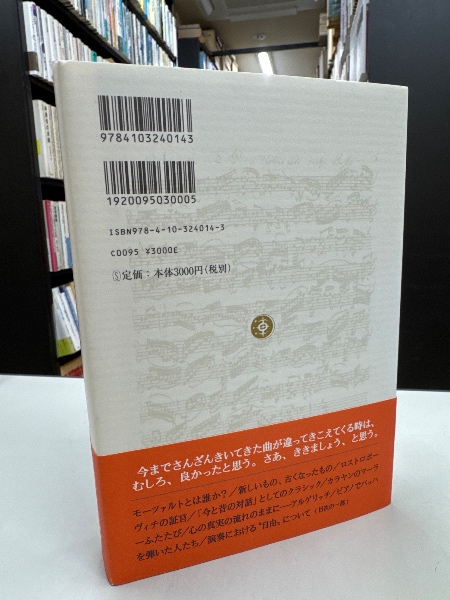 9784103240143
1920095030005
ISBN978-4-10-324014-3
C0095 ¥3000E
Ⓢ定価:本体3000円(税別)
今までさんざんきいてきた曲が違ってきこえてくる時は、
むしろ、良かったと思う。さあ、ききましょう、と思う。
モーツァルトとは誰か?/新しいもの、古くなったもの/ロストロポー
ヴィチの証言/「今と昔の対話」としてのクラシック/カラヤンのマーラ
ーふたたび/心の真実の流れのままに――アルゲリッチ/ピアノでバッハ
を弾いた人たち/演奏における“自由”について(目次の一部)